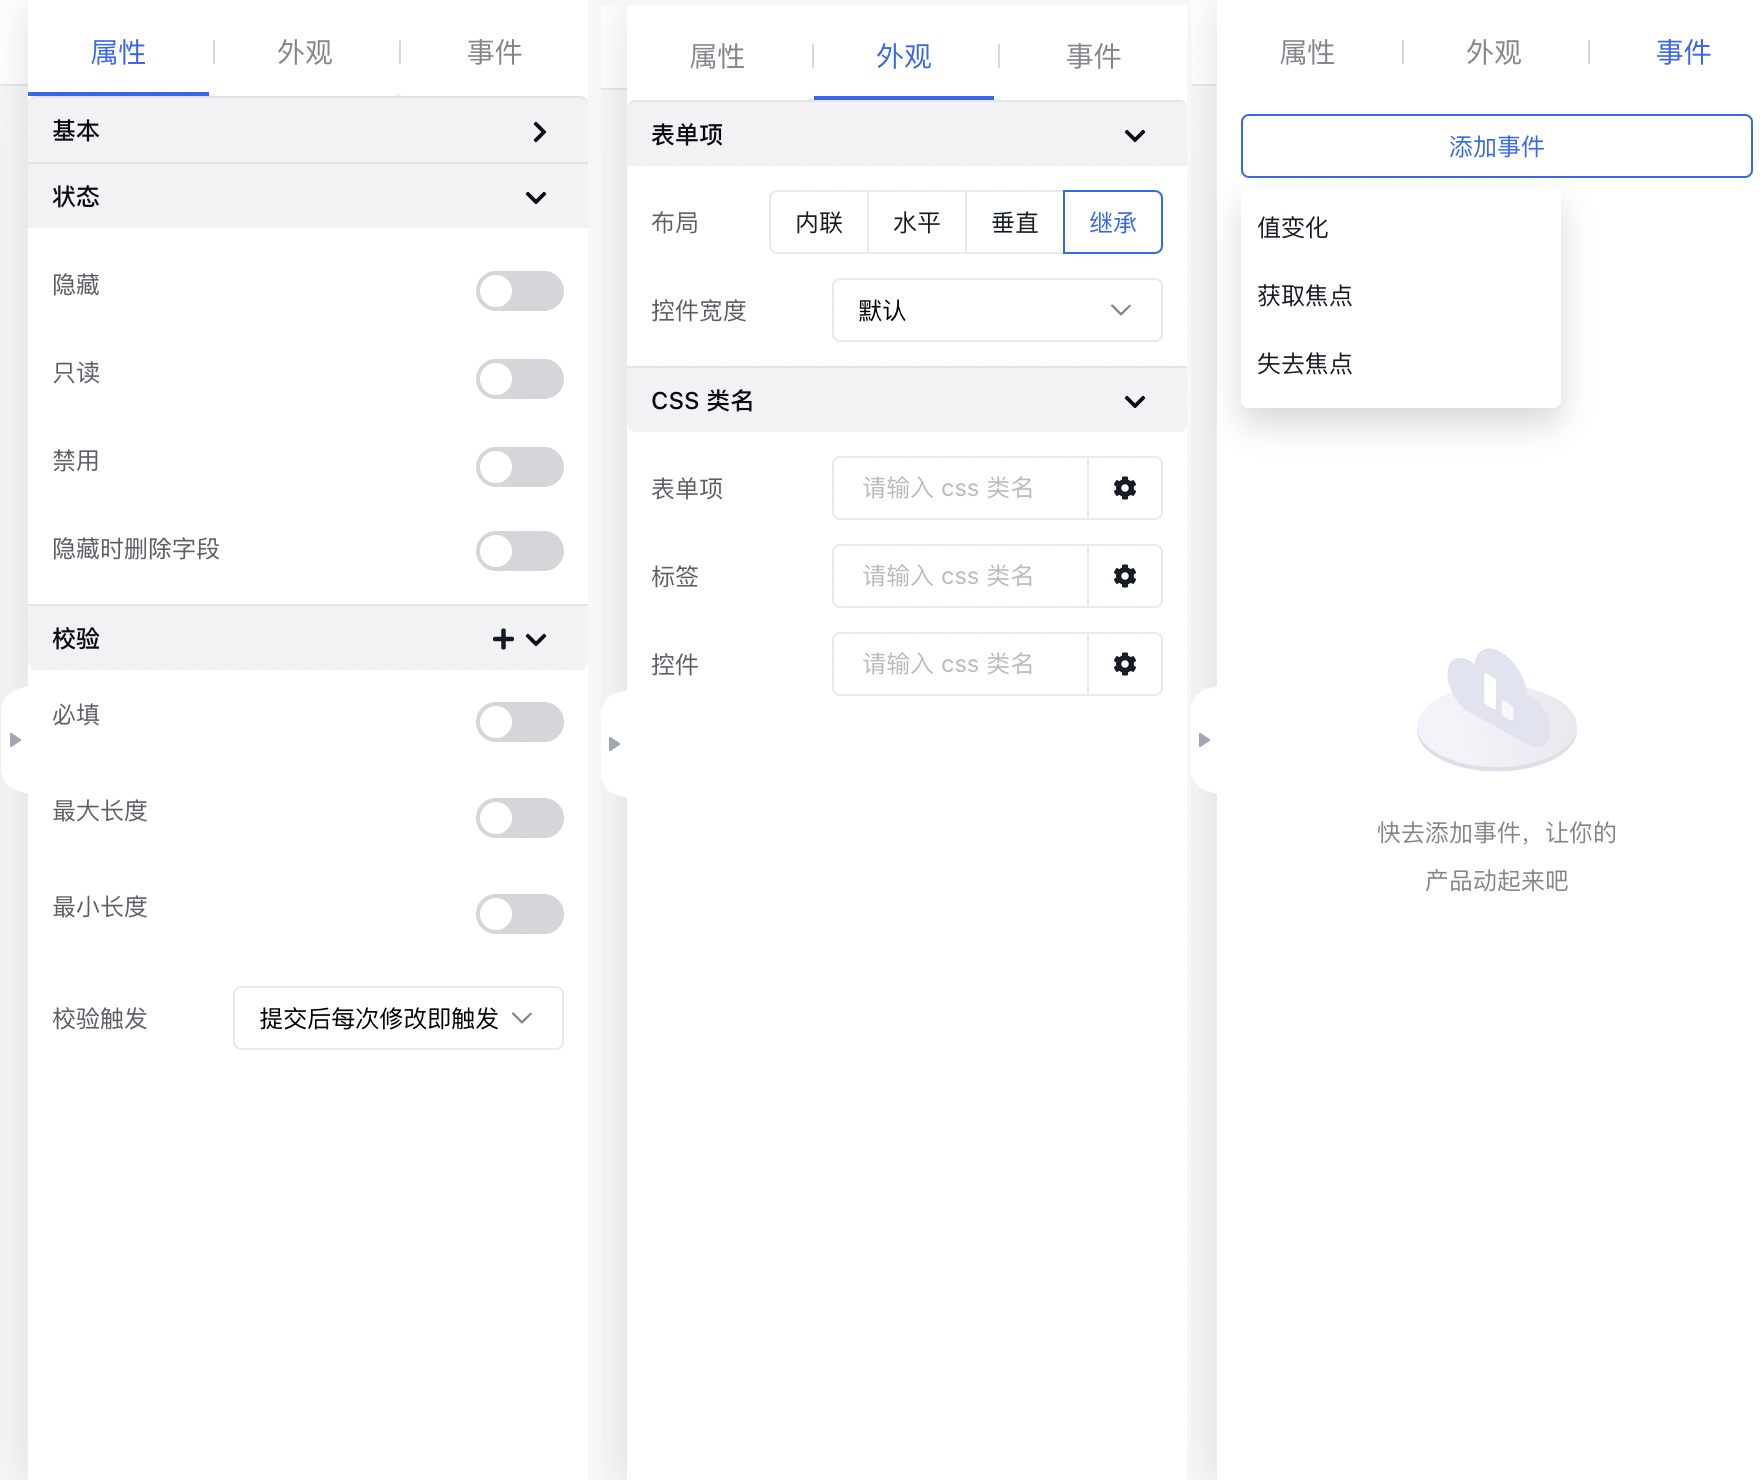 属性
外观
事件
基本
状态
隐藏
只读
禁用
隐藏时删除字段
校验
必填
最大长度
最小长度
校验触发 提交后每次修改即触发
属性
外观
事件
表单项
布局 内联 水平 垂直 继承
控件宽度 默认
CSS 类名
表单项 请输入 css 类名
标签 请输入 css 类名
控件 请输入 css 类名
属性
外观
事件
添加事件
值变化
获取焦点
失去焦点
快去添加事件，让你的
产品动起来吧